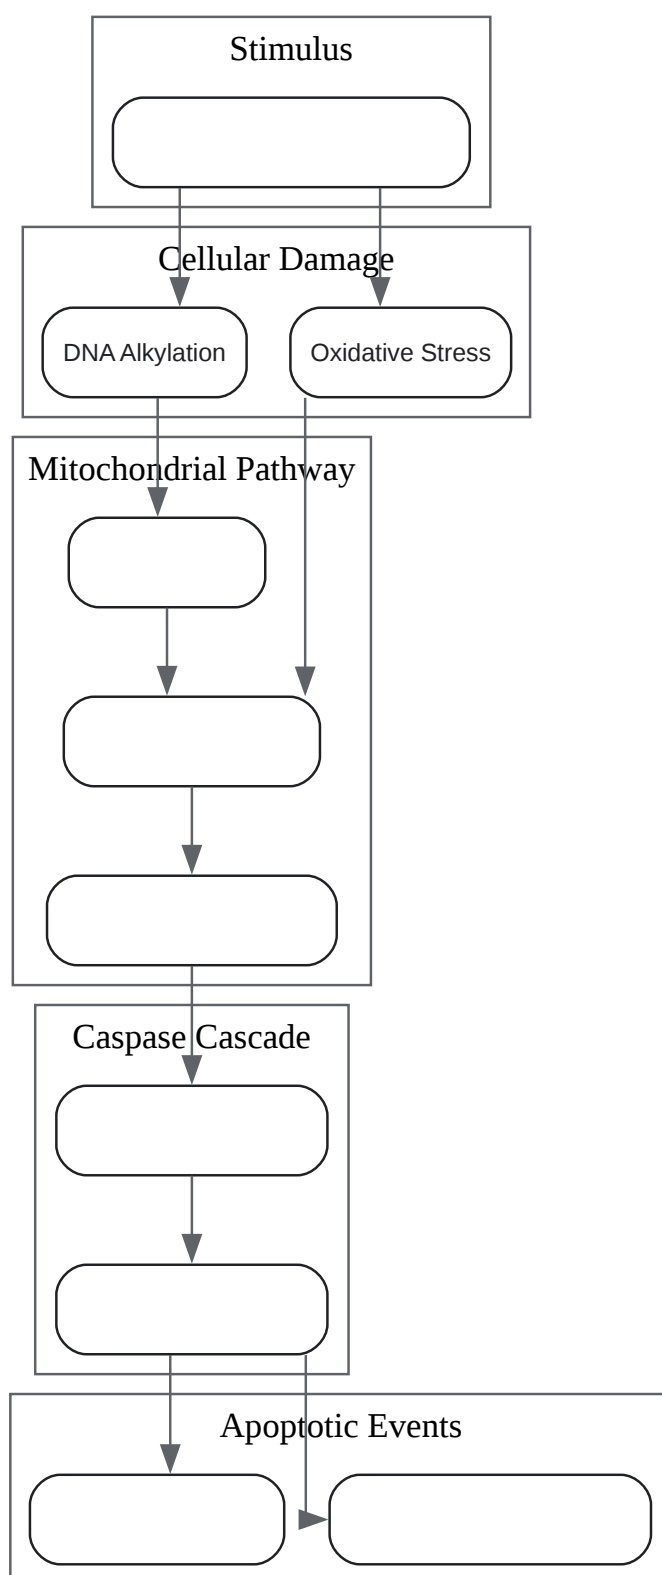 Stimulus
Cellular Damage
DNA Alkylation
Oxidative Stress
Mitochondrial Pathway
Caspase Cascade
Apoptotic Events